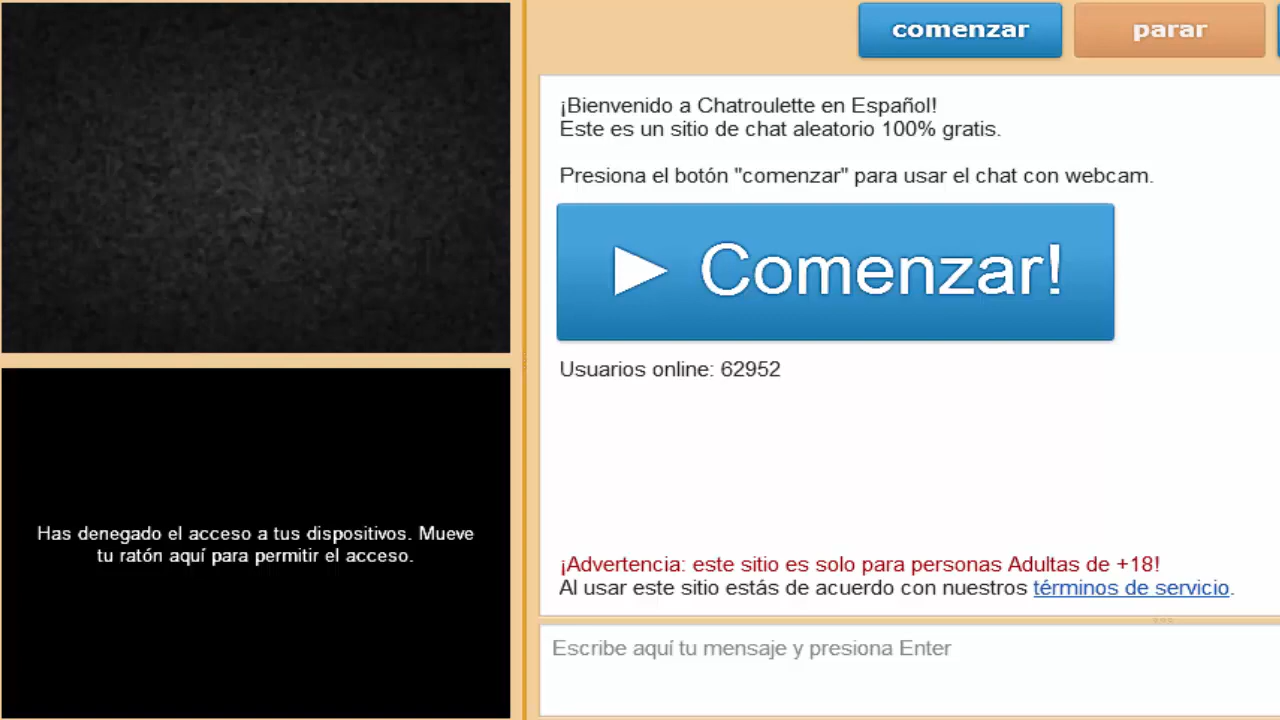 comenzar
parar
¡Bienvenido a Chatroulette en Español!
Este es un sitio de chat aleatorio 100% gratis.
Presiona el botón "comenzar" para usar el chat con webcam.
Comenzar!
Usuarios online: 62952
Has denegado el acceso a tus dispositivos. Mueve
tu ratón aquí para permitir el acceso.
¡Advertencia: este sitio es solo para personas Adultas de +18!
Al usar este sitio estás de acuerdo con nuestros términos de servicio.
Escribe aquí tu mensaje y presiona Enter